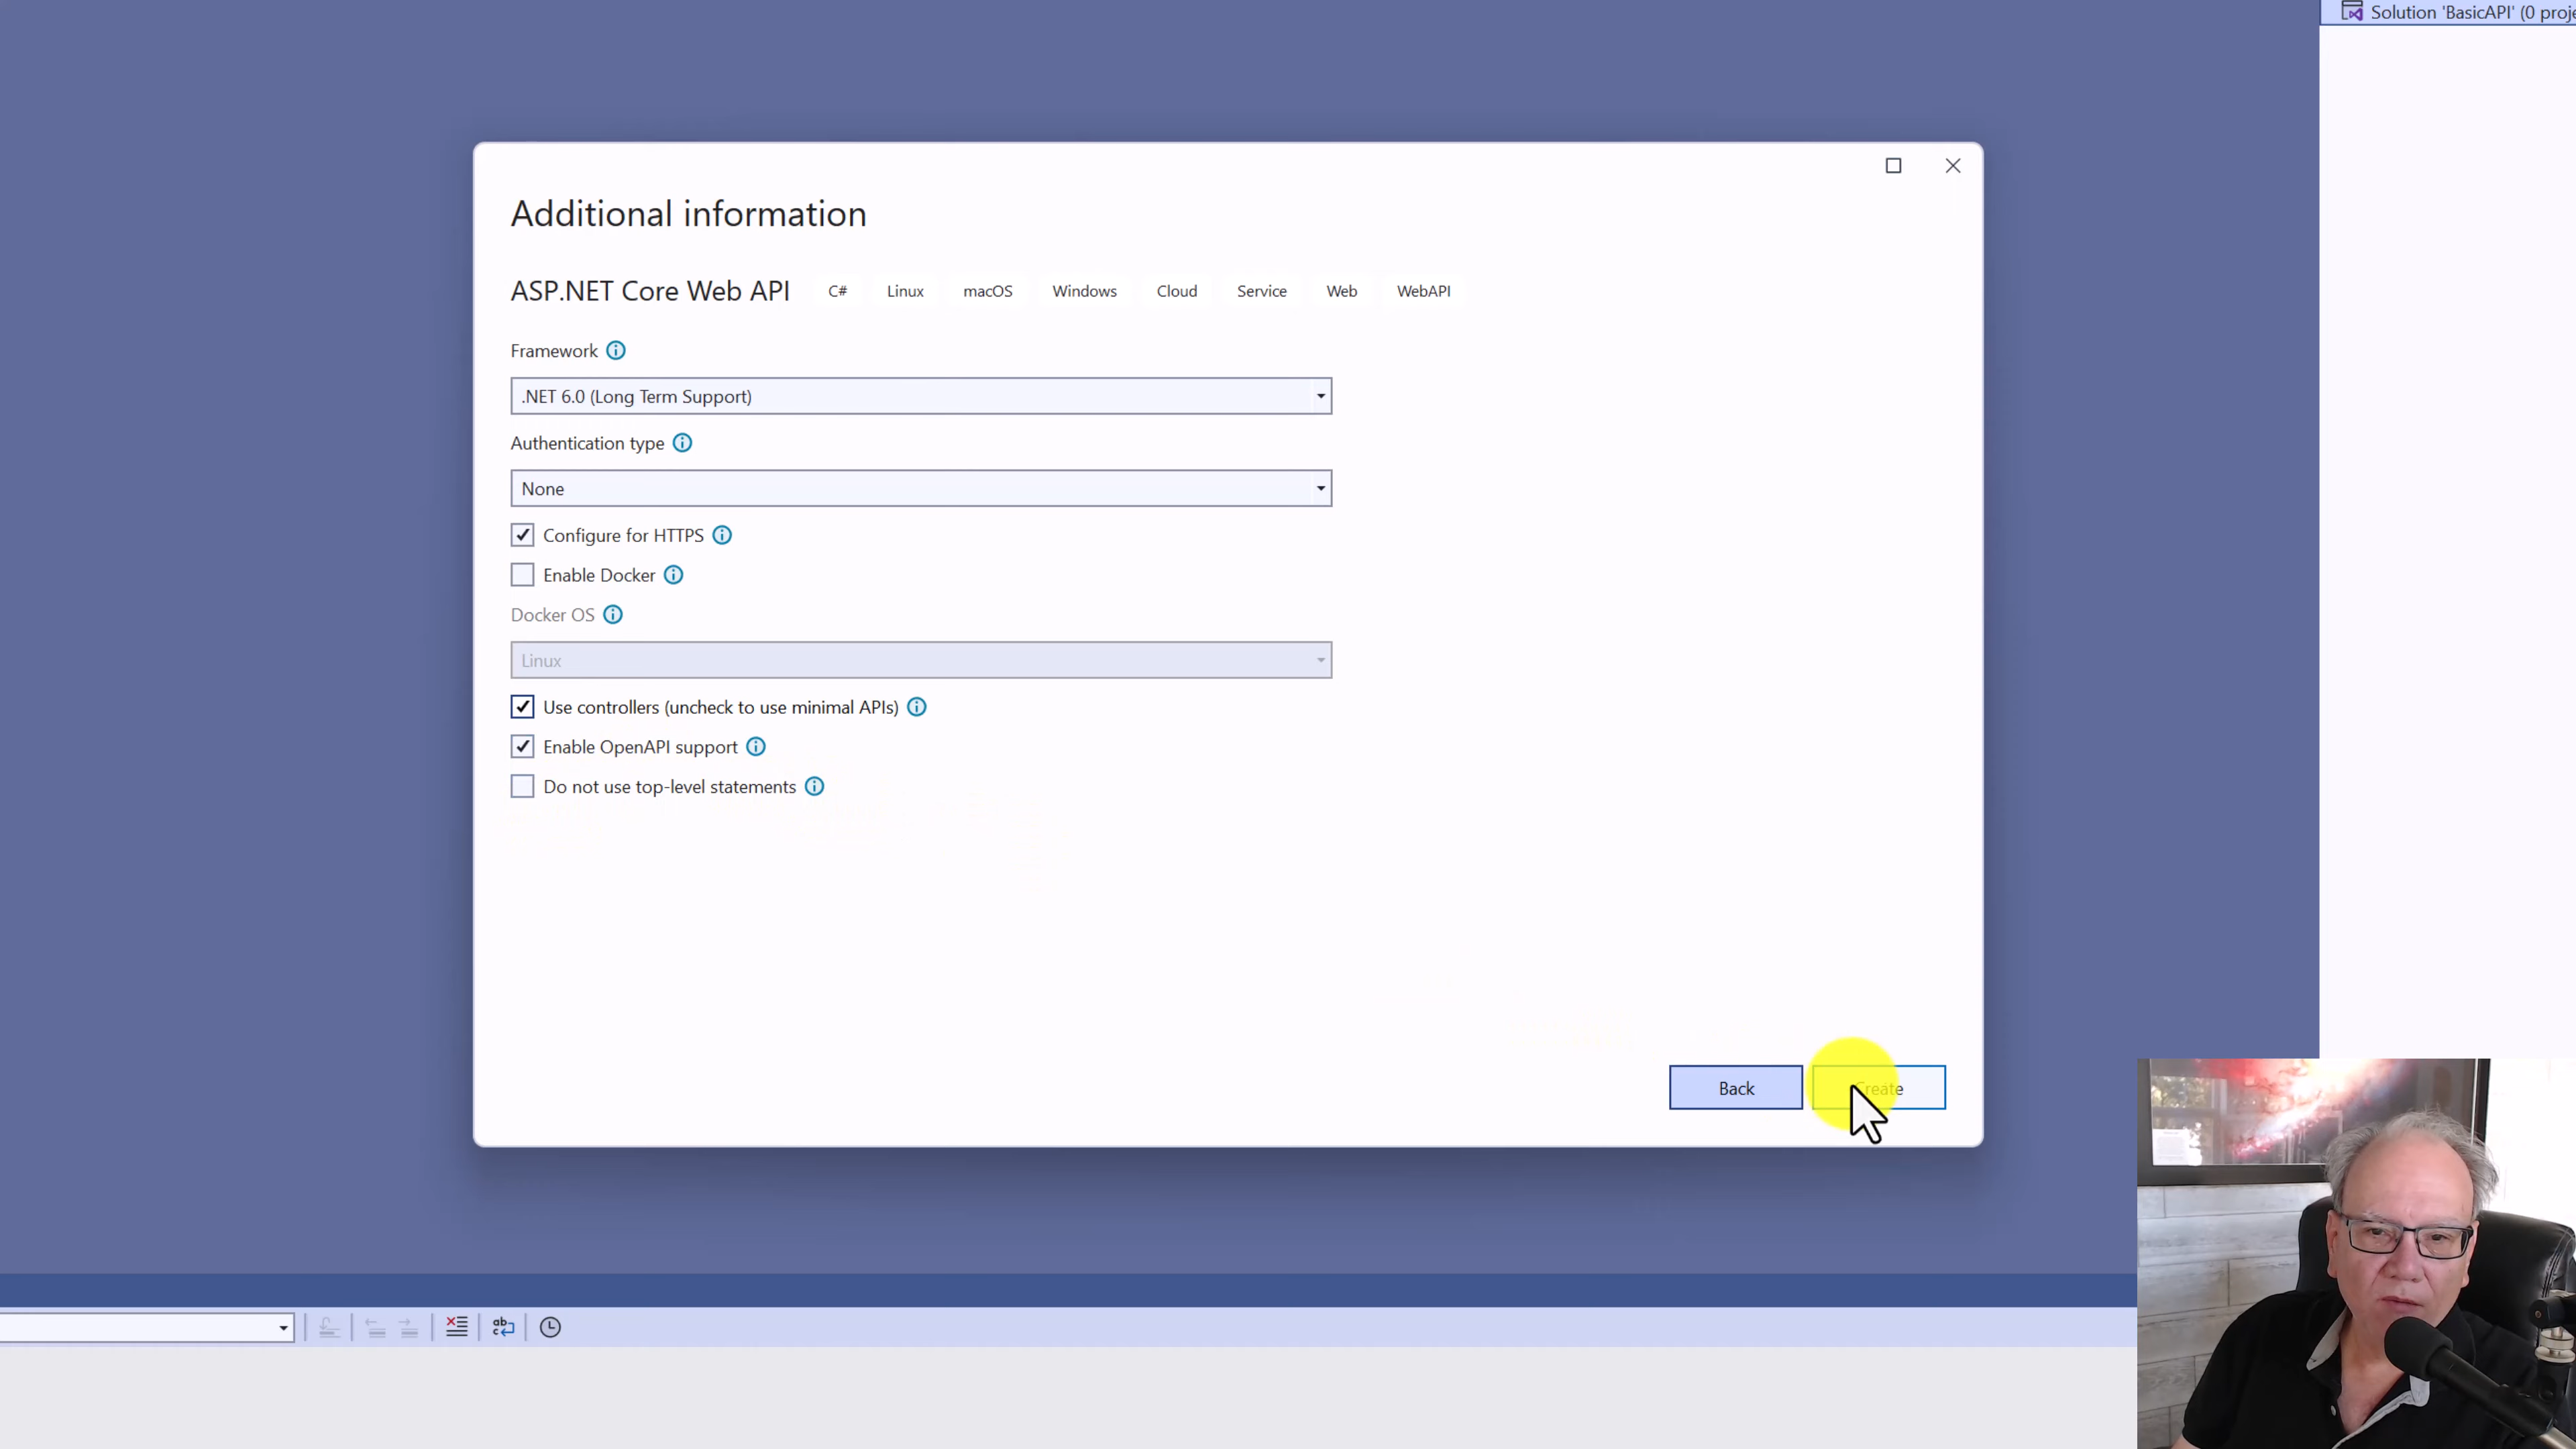 Solution 'BasicAPI' (0 proje
Additional information
ASP.NET Core Web API C# Linux macOS Windows Cloud Service Web WebAPI
Framework
.NET 6.0 (Long Term Support)
Authentication type
None
Configure for HTTPS
Enable Docker
Docker OS
Linux
Use controllers (uncheck to use minimal APIs)
Enable OpenAPI support
Do not use top-level statements
Back Create